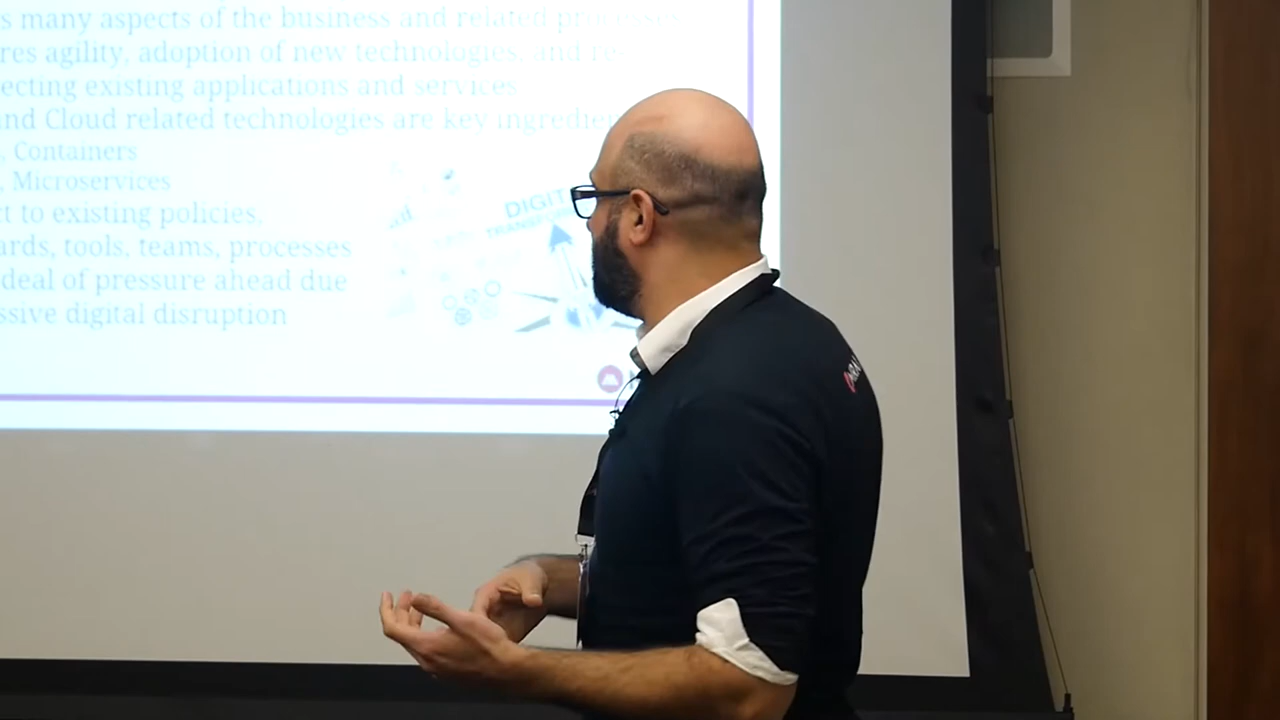 s many aspects of the business and related processes
res agility, adoption of new technologies, and re-
ecting existing applications and services
nd Cloud related technologies are key ingredien
, Containers
, Microservices
ct to existing policies,
ards, tools, teams, processes
deal of pressure ahead due
ssive digital disruption
DIGIT